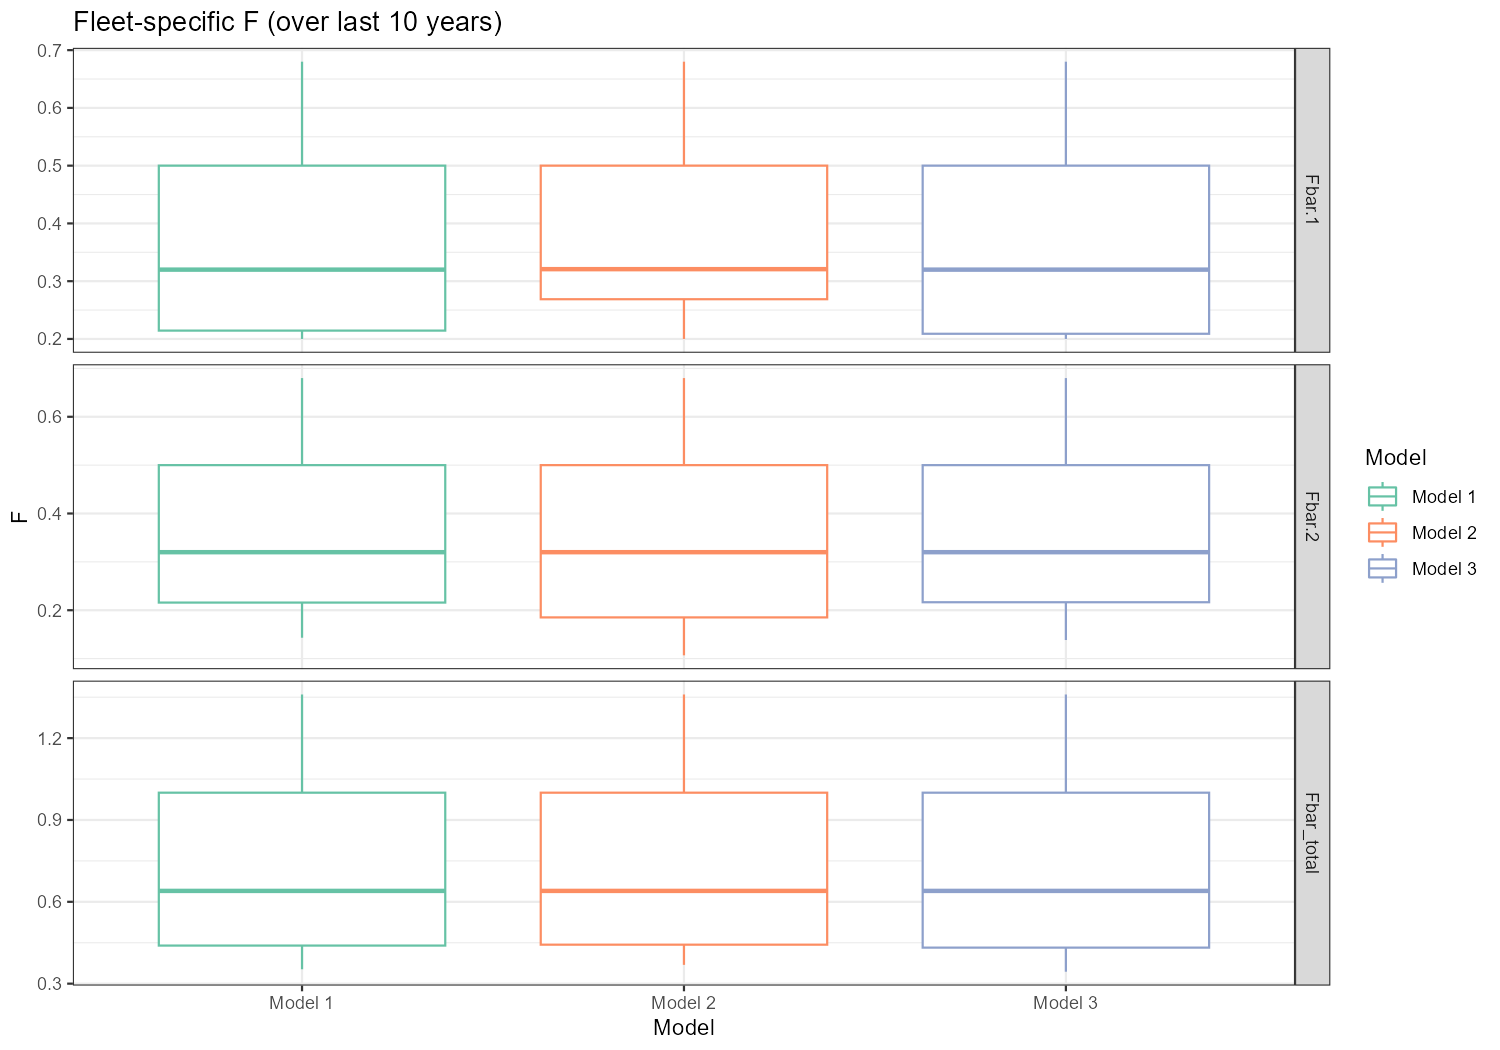 Fleet-specific F (over last 10 years)
0.7
0.6
0.5
0.4
0.3
0.2
Fbar.1
0.6
0.4
0.2
Fbar.2
1.2
0.9
0.6
0.3
Fbar_total
F
Model 1
Model 2
Model 3
Model
Model
Model 1
Model 2
Model 3